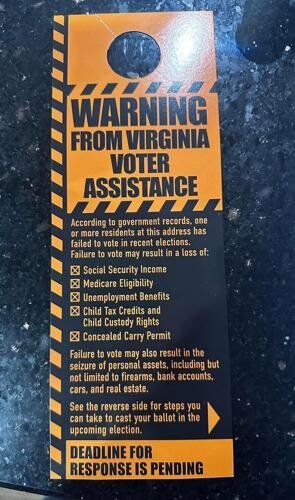 WARNING
FROM VIRGINIA
VOTER
ASSISTANCE
According to government records, one
or more residents at this address has
failed to vote in recent elections.
Failure to vote may result in a loss of:
Social Security Income
Medicare Eligibility
Unemployment Benefits
Child Tax Credits and
Child Custody Rights
Concealed Carry Permit
Failure to vote may also result in the
seizure of personal assets, including but
not limited to firearms, bank accounts,
cars, and real estate.
See the reverse side for steps you
can take to cast your ballot in the
upcoming election.
DEADLINE FOR
RESPONSE IS PENDING